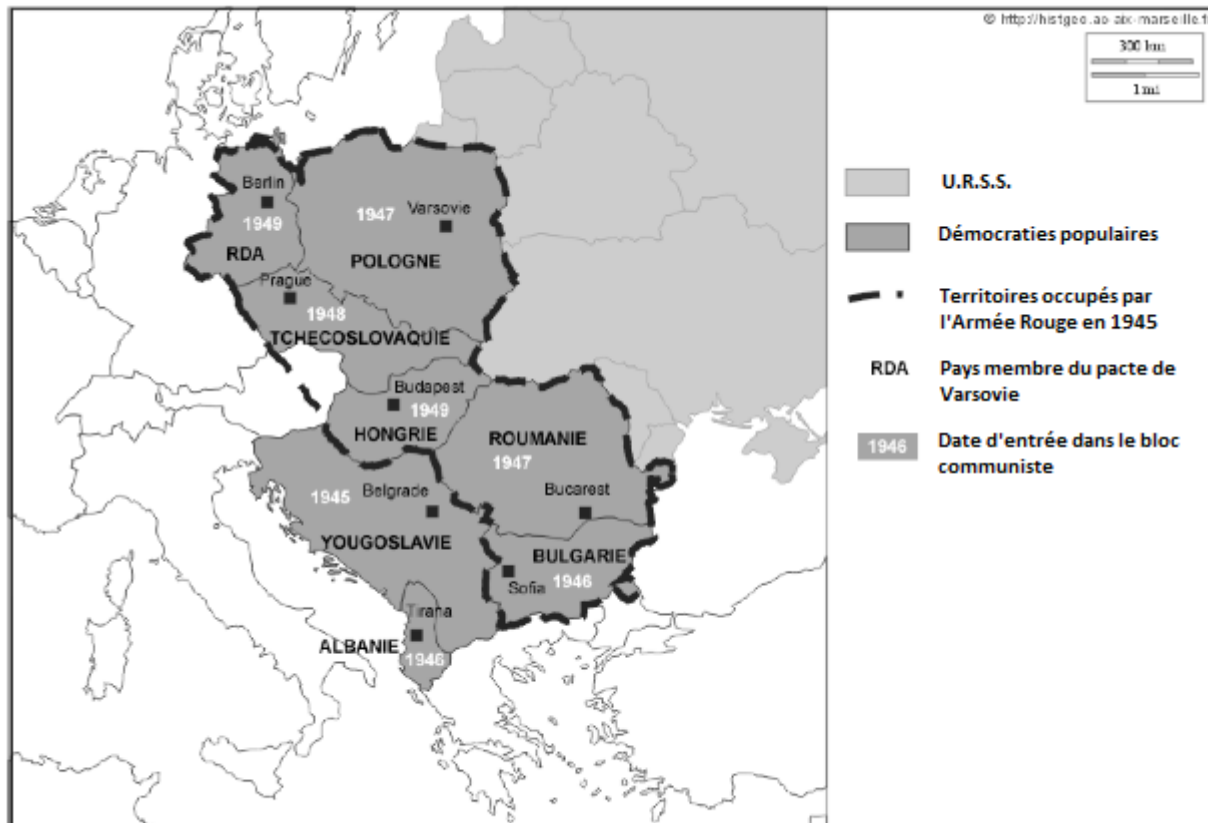 © http://histgeo.ac-aix-marseille.f
300 km
1 mi
Berlin
1949
RDA
1947
Varsovie
POLOGNE
Prague
1948
TCHECOSLOVAQUIE
Budapest
1949
HONGRIE
ROUMANIE
1947
Bucarest
1945
Belgrade
YOUGOSLAVIE
BULGARIE
Sofia
1946
Tirana
ALBANIE
1946
U.R.S.S.
Démocraties populaires
Territoires occupés par
l'Armée Rouge en 1945
RDA
Pays membre du pacte de
Varsovie
1946
Date d'entrée dans le bloc
communiste